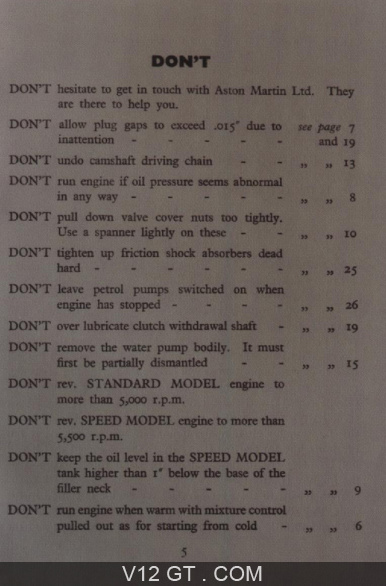 DON'T
DON'T hesitate to get in touch with Aston Martin Ltd. They
are there to help you.
DON'T allow plug gaps to exceed .015" due to see page 7
inattention - - - - - and 19
DON'T undo camshaft driving chain - - „ „ 13
DON'T run engine if oil pressure seems abnormal
in any way - - - - - „ „ 8
DON'T pull down valve cover nuts too tightly.
Use a spanner lightly on these - - „ „ 10
DON'T tighten up friction shock absorbers dead
hard - - - - - - „ „ 25
DON'T leave petrol pumps switched on when
engine has stopped - - - - „ „ 26
DON'T over lubricate clutch withdrawal shaft - „ „ 19
DON'T remove the water pump bodily. It must
first be partially dismantled - - „ „ 15
DON'T rev. STANDARD MODEL engine to
more than 5,000 r.p.m.
DON'T rev. SPEED MODEL engine to more than
5,500 r.p.m.
DON'T keep the oil level in the SPEED MODEL
tank higher than 1" below the base of the
filler neck - - - - - „ „ 9
DON'T run engine when warm with mixture control
pulled out as for starting from cold - „ „ 6
5
V12 GT . COM